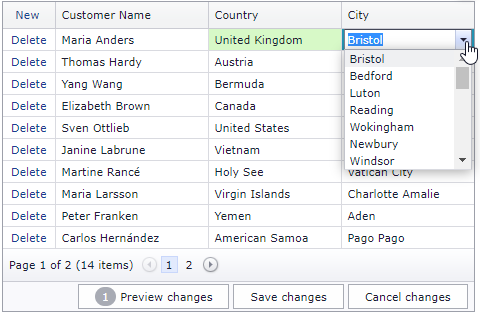 New Customer Name Country City
Delete Maria Anders United Kingdom Bristol
Delete Thomas Hardy Austria Bristol
Delete Yang Wang Bermuda Bedford
Delete Elizabeth Brown Canada Luton
Reading
Delete Sven Ottlieb United States Wokingham
Delete Janine Labrune Vietnam Newbury
Windsor
Delete Martine Rancé Holy See Vatican City
Delete Maria Larsson Virgin Islands Charlotte Amalie
Delete Peter Franken Yemen Aden
Delete Carlos Hernández American Samoa Pago Pago
Page 1 of 2 (14 items) 1 2
1 Preview changes Save changes Cancel changes